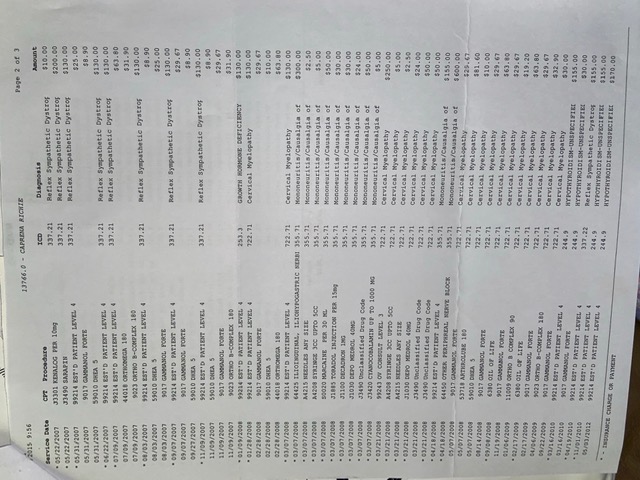 .2015 9:56 13766.0 - CAPRENA RICHIE Page 2 of 3
Service Date CPT Procedure ICD Diagnosis Amount
* 05/22/2007 J3301 KENALOG PER 10mg 337.21 Reflex Sympathetic Dystrop $10.00
* 05/22/2007 J3490 SARAPIN 337.21 Reflex Sympathetic Dystrop $200.00
* 05/31/2007 99214 EST'D PATIENT LEVEL 4 337.21 Reflex Sympathetic Dystrop $130.00
05/31/2007 9017 GAMMANOL FORTE $25.00
05/31/2007 59010 DHEA 5 $8.90
* 06/22/2007 99214 EST'D PATIENT LEVEL 4 337.21 Reflex Sympathetic Dystrop $130.00
* 07/09/2007 99214 EST'D PATIENT LEVEL 4 337.21 Reflex Sympathetic Dystrop $130.00
07/09/2007 44018 ORTHOMEGA 180 $63.80
07/09/2007 9023 ORTHO B-COMPLEX 180 $31.90
* 08/03/2007 99214 EST'D PATIENT LEVEL 4 337.21 Reflex Sympathetic Dystrop $130.00
08/03/2007 59010 DHEA 5 $8.90
08/03/2007 9017 GAMMANOL FORTE $25.00
* 09/07/2007 99214 EST'D PATIENT LEVEL 4 337.21 Reflex Sympathetic Dystrop $130.00
09/07/2007 9017 GAMMANOL FORTE $29.67
09/27/2007 59010 DHEA 5 $8.90
* 11/09/2007 99214 EST'D PATIENT LEVEL 4 337.21 Reflex Sympathetic Dystrop $130.00
11/09/2007 59010 DHEA 5 $8.90
11/09/2007 9017 GAMMANOL FORTE $29.67
11/09/2007 9023 ORTHO B-COMPLEX 180 $31.90
* 01/09/2008 99214 EST'D PATIENT LEVEL 4 253.3 GROWTH HORMONE DEFICIENCY $130.00
* 01/28/2008 99214 EST'D PATIENT LEVEL 4 722.71 Cervical Myelopathy $130.00
02/28/2008 9017 GAMMANOL FORTE $29.67
02/28/2008 59010 DHEA 5 $10.00
02/28/2008 44018 ORTHOMEGA 180 $63.80
* 03/07/2008 99214 EST'D PATIENT LEVEL 4 722.71 Cervical Myelopathy $130.00
* 03/07/2008 64425 ILIOINGUINAL, ILIOHYPOGASTRIC NERV 355.71 Mononeuritis/Causalgia of $300.00
* 03/07/2008 A4215 NEEDLES ANY SIZE 355.71 Mononeuritis/Causalgia of $2.50
* 03/07/2008 A4208 SYRINGE 3CC UPTO 5CC 355.71 Mononeuritis/Causalgia of $5.00
* 03/07/2008 S0020 MARCAINE PER 30 ML 355.71 Mononeuritis/Causalgia of $50.00
* 03/07/2008 J1885 TORADOL INJECTION PER 15mg 355.71 Mononeuritis/Causalgia of $30.00
* 03/07/2008 J1100 DECADRON 1MG 355.71 Mononeuritis/Causalgia of $30.00
* 03/07/2008 J1030 DEPO MEDROL 40MG 355.71 Mononeuritis/Causalgia of $24.00
* 03/07/2008 J3490 Unclassified Drug Code 355.71 Mononeuritis/Causalgia of $50.00
* 03/07/2008 J3420 CYANOCOBALAMIN UP TO 1000 MG 355.71 Mononeuritis/Causalgia of $5.00
* 03/21/2008 99243 OV CONSULT LEVEL 3 722.71 Cervical Myelopathy $250.00
* 03/21/2008 A4208 SYRINGE 3CC UPTO 5CC 722.71 Cervical Myelopathy $5.00
* 03/21/2008 A4215 NEEDLES ANY SIZE 722.71 Cervical Myelopathy $2.50
* 03/21/2008 J1030 DEPO MEDROL 40MG 722.71 Cervical Myelopathy $24.00
* 03/21/2008 J3490 Unclassified Drug Code 722.71 Cervical Myelopathy $50.00
* 03/21/2008 J3490 Unclassified Drug Code 722.71 Cervical Myelopathy $50.00
* 04/18/2008 99214 EST'D PATIENT LEVEL 4 355.71 Mononeuritis/Causalgia of $155.00
* 04/18/2008 64450 OTHER PERIPHERAL NERVE BLOCK 355.71 Mononeuritis/Causalgia of $600.00
05/07/2008 9017 GAMMANOL FORTE 722.71 Cervical Myelopathy $29.67
05/07/2008 53718 ARTHROLUBE 180 722.71 Cervical Myelopathy $81.60
05/07/2008 59010 DHEA 5 722.71 Cervical Myelopathy $10.00
08/14/2008 9017 GAMMANOL FORTE 722.71 Cervical Myelopathy $29.67
* 09/08/2008 6380 OIL OF LIFE 722.71 Cervical Myelopathy $63.80
11/19/2008 9017 GAMMANOL FORTE 722.71 Cervical Myelopathy $29.67
01/06/2009 11009 ORTHO B COMPLEX 90 722.71 Cervical Myelopathy $19.20
* 02/17/2009 6380 OIL OF LIFE 722.71 Cervical Myelopathy $63.80
02/17/2009 9017 GAMMANOL FORTE 722.71 Cervical Myelopathy $29.67
04/06/2009 9023 ORTHO B-COMPLEX 180 722.71 Cervical Myelopathy $32.90
09/02/2009 9017 GAMMANOL FORTE 722.71 Cervical Myelopathy $30.00
* 03/16/2010 99214 EST'D PATIENT LEVEL 4 244.9 HYPOTHYROIDISM-UNSPECIFIEI $155.00
03/16/2010 9017 GAMMANOL FORTE $30.00
* 04/19/2010 99214 EST'D PATIENT LEVEL 4 244.9 HYPOTHYROIDISM-UNSPECIFIEI $155.00
* 11/01/2010 99214 EST'D PATIENT LEVEL 4 337.22 Reflex Sympathetic Dystrop $155.00
05/03/2012 99214 EST'D PATIENT LEVEL 4 244.9 HYPOTHYROIDISM-UNSPECIFIEI $270.00
* - INSURANCE CHARGE OR PAYMENT